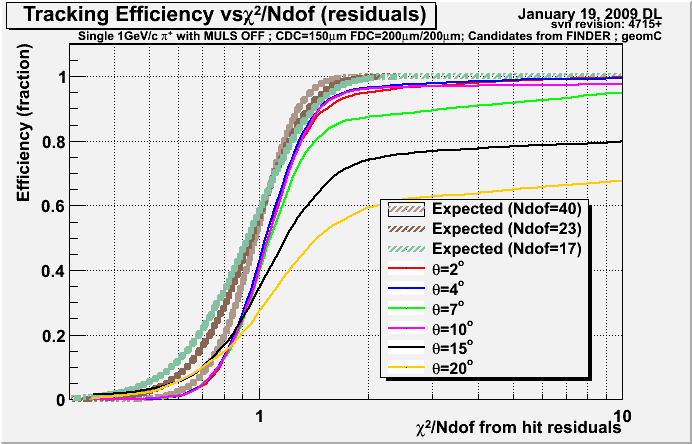 Tracking Efficiency vsχ²/Ndof (residuals)
January 19, 2009 DL
svn revision: 4715+
Single 1GeV/c π⁺ with MULS OFF ; CDC=150μm FDC=200μm/200μm; Candidates from FINDER ; geomC
Efficiency (fraction)
1
0.8
0.6
0.4
0.2
0
Expected (Ndof=40)
Expected (Ndof=23)
Expected (Ndof=17)
θ=2°
θ=4°
θ=7°
θ=10°
θ=15°
θ=20°
1
10
χ²/Ndof from hit residuals